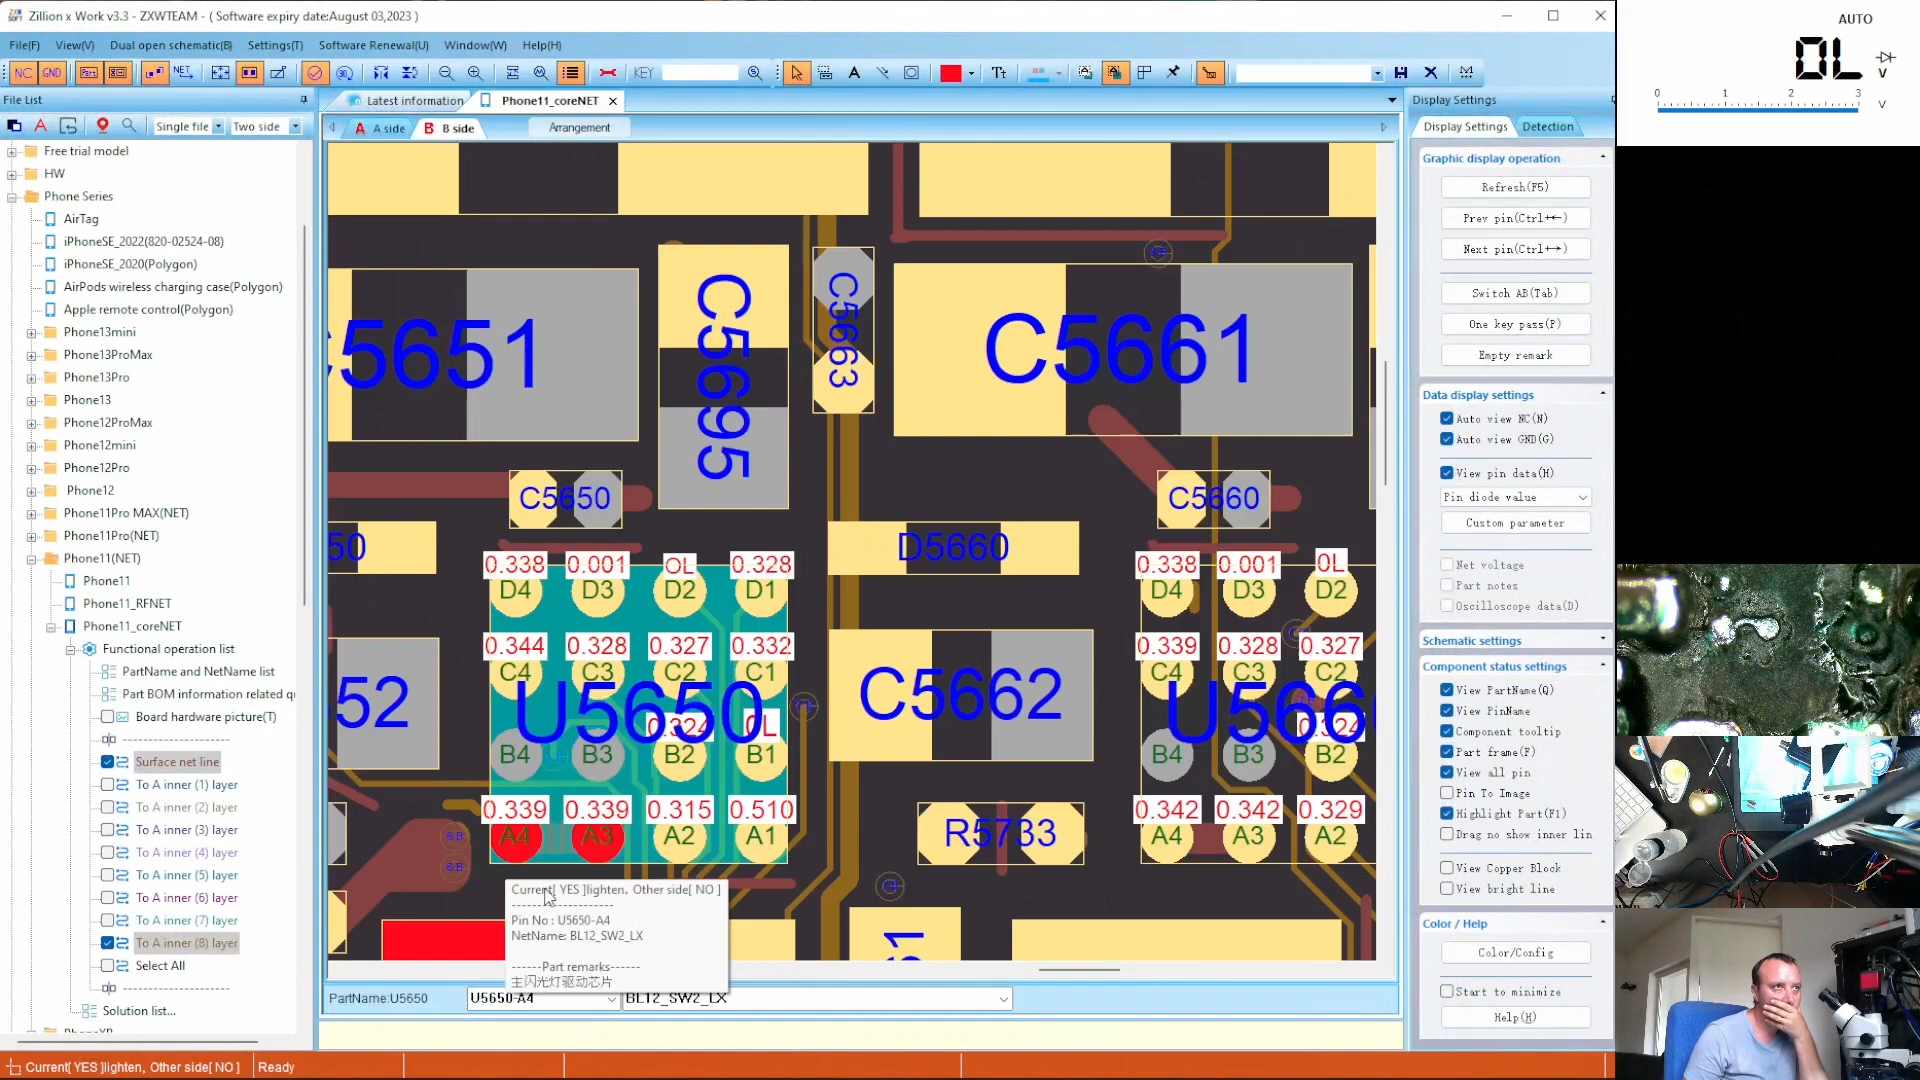 Zillion x Work v3.3 - ZXWTEAM - ( Software expiry date:August 03,2023 )
File(F) View(V) Dual open schematic(B) Settings(T) Software Renewal(U) Window(W) Help(H)
NC GND NET KEY A Tt
File List
Latest information Phone11_coreNET
Single file Two side
A A side B B side Arrangement
Free trial model
HW
Phone Series
AirTag
iPhoneSE_2022(820-02524-08)
iPhoneSE_2020(Polygon)
AirPods wireless charging case(Polygon)
Apple remote control(Polygon)
Phone13mini
Phone13ProMax
Phone13Pro
Phone13
Phone12ProMax
Phone12mini
Phone12Pro
Phone12
Phone11Pro MAX(NET)
Phone11Pro(NET)
Phone11(NET)
Phone11
Phone11_RFNET
Phone11_coreNET
Functional operation list
PartName and NetName list
Part BOM information related q
Board hardware picture(T)
Surface net line
To A inner (1) layer
To A inner (2) layer
To A inner (3) layer
To A inner (4) layer
To A inner (5) layer
To A inner (6) layer
To A inner (7) layer
To A inner (8) layer
Select All
Solution list...
C5651 C5695 C5663 C5661
C5650 C5660
50 D5660
0.338 0.001 OL 0.328 0.338 0.001 0L
D4 D3 D2 D1 D4 D3 D2
0.344 0.328 0.327 0.332 0.339 0.328 0.327
C4 C3 C2 C1 C4 C3 C2
52 U5650 C5662 U566
0.324 0L 0.324
B4 B3 B2 B1 B4 B3 B2
0.339 0.339 0.315 0.510 0.342 0.342 0.329
A4 A3 A2 A1 R5733 A4 A3 A2
Current[ YES ]lighten, Other side[ NO ]
Pin No : U5650-A4
NetName: BL12_SW2_LX
------Part remarks------
主闪光灯驱动芯片
51
PartName:U5650 U5650-A4 BL12_SW2_LX
Current[ YES ]lighten, Other side[ NO ] Ready
Display Settings
Display Settings Detection
Graphic display operation
Refresh(F5)
Prev pin(Ctrl+←)
Next pin(Ctrl+→)
Switch AB(Tab)
One key pass(P)
Empty remark
Data display settings
Auto view NC(N)
Auto view GND(G)
View pin data(M)
Pin diode value
Custom parameter
Net voltage
Part notes
Oscilloscope data(D)
Schematic settings
Component status settings
View PartName(Q)
View PinName
Component tooltip
Part frame(F)
View all pin
Pin To Image
Highlight Part(F1)
Drag no show inner lin
View Copper Block
View bright line
Color / Help
Color/Config
Start to minimize
Help(H)
AUTO
0L V
0 1 2 3
V